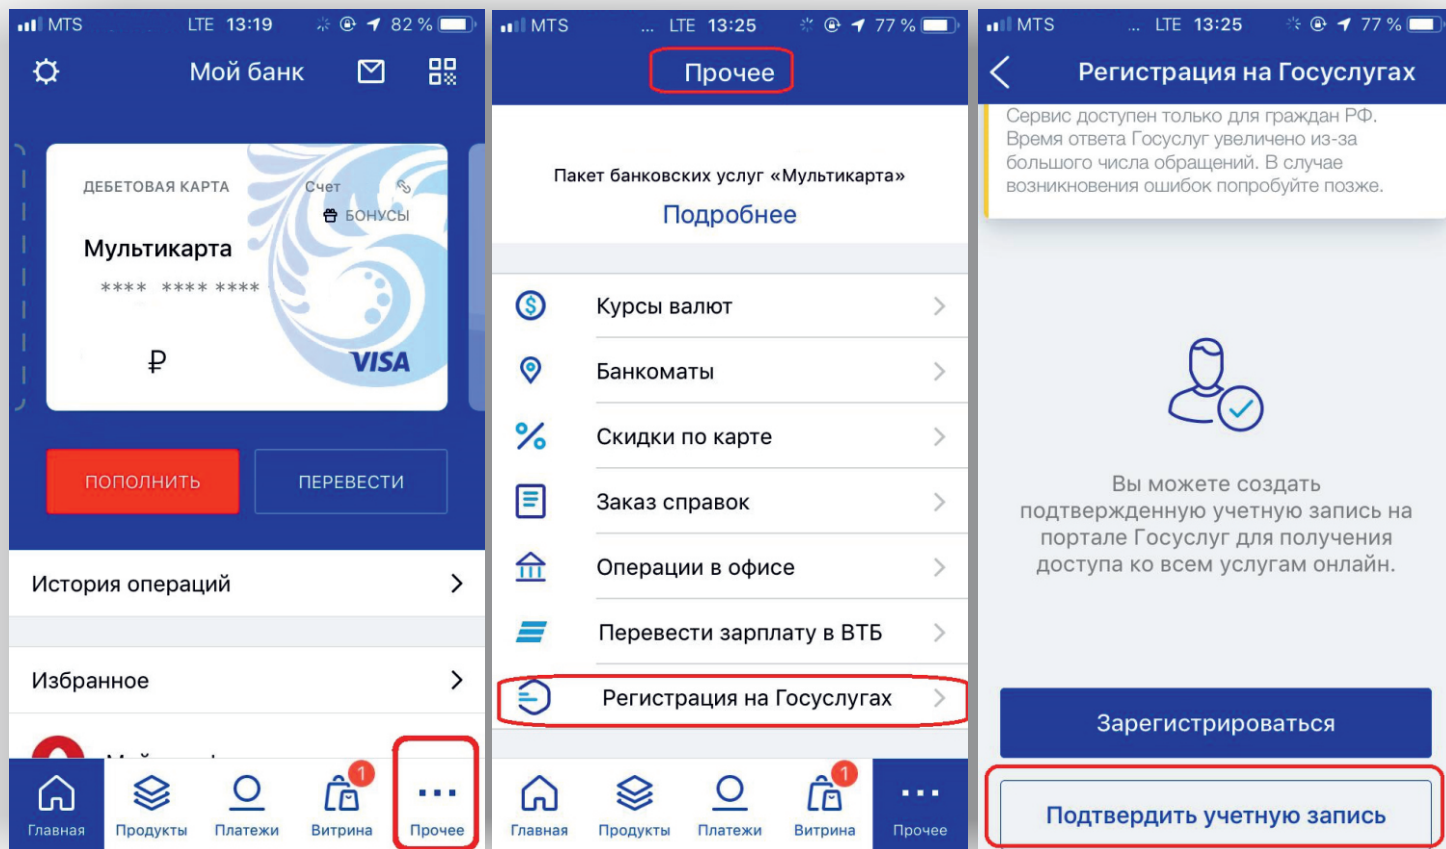 MTS LTE 13:19 82 %
Мой банк
ДЕБЕТОВАЯ КАРТА Счет
БОНУСЫ
Мультикарта
**** **** ****
₽ VISA
ПОПОЛНИТЬ ПЕРЕВЕСТИ
История операций
Избранное
1
Главная Продукты Платежи Витрина Прочее
MTS ... LTE 13:25 77 %
Прочее
Пакет банковских услуг «Мультикарта»
Подробнее
Курсы валют
Банкоматы
Скидки по карте
Заказ справок
Операции в офисе
Перевести зарплату в ВТБ
Регистрация на Госуслугах
1
Главная Продукты Платежи Витрина Прочее
MTS ... LTE 13:25 77 %
Регистрация на Госуслугах
Сервис доступен только для граждан РФ.
Время ответа Госуслуг увеличено из-за
большого числа обращений. В случае
возникновения ошибок попробуйте позже.
Вы можете создать
подтвержденную учетную запись на
портале Госуслуг для получения
доступа ко всем услугам онлайн.
Зарегистрироваться
Подтвердить учетную запись